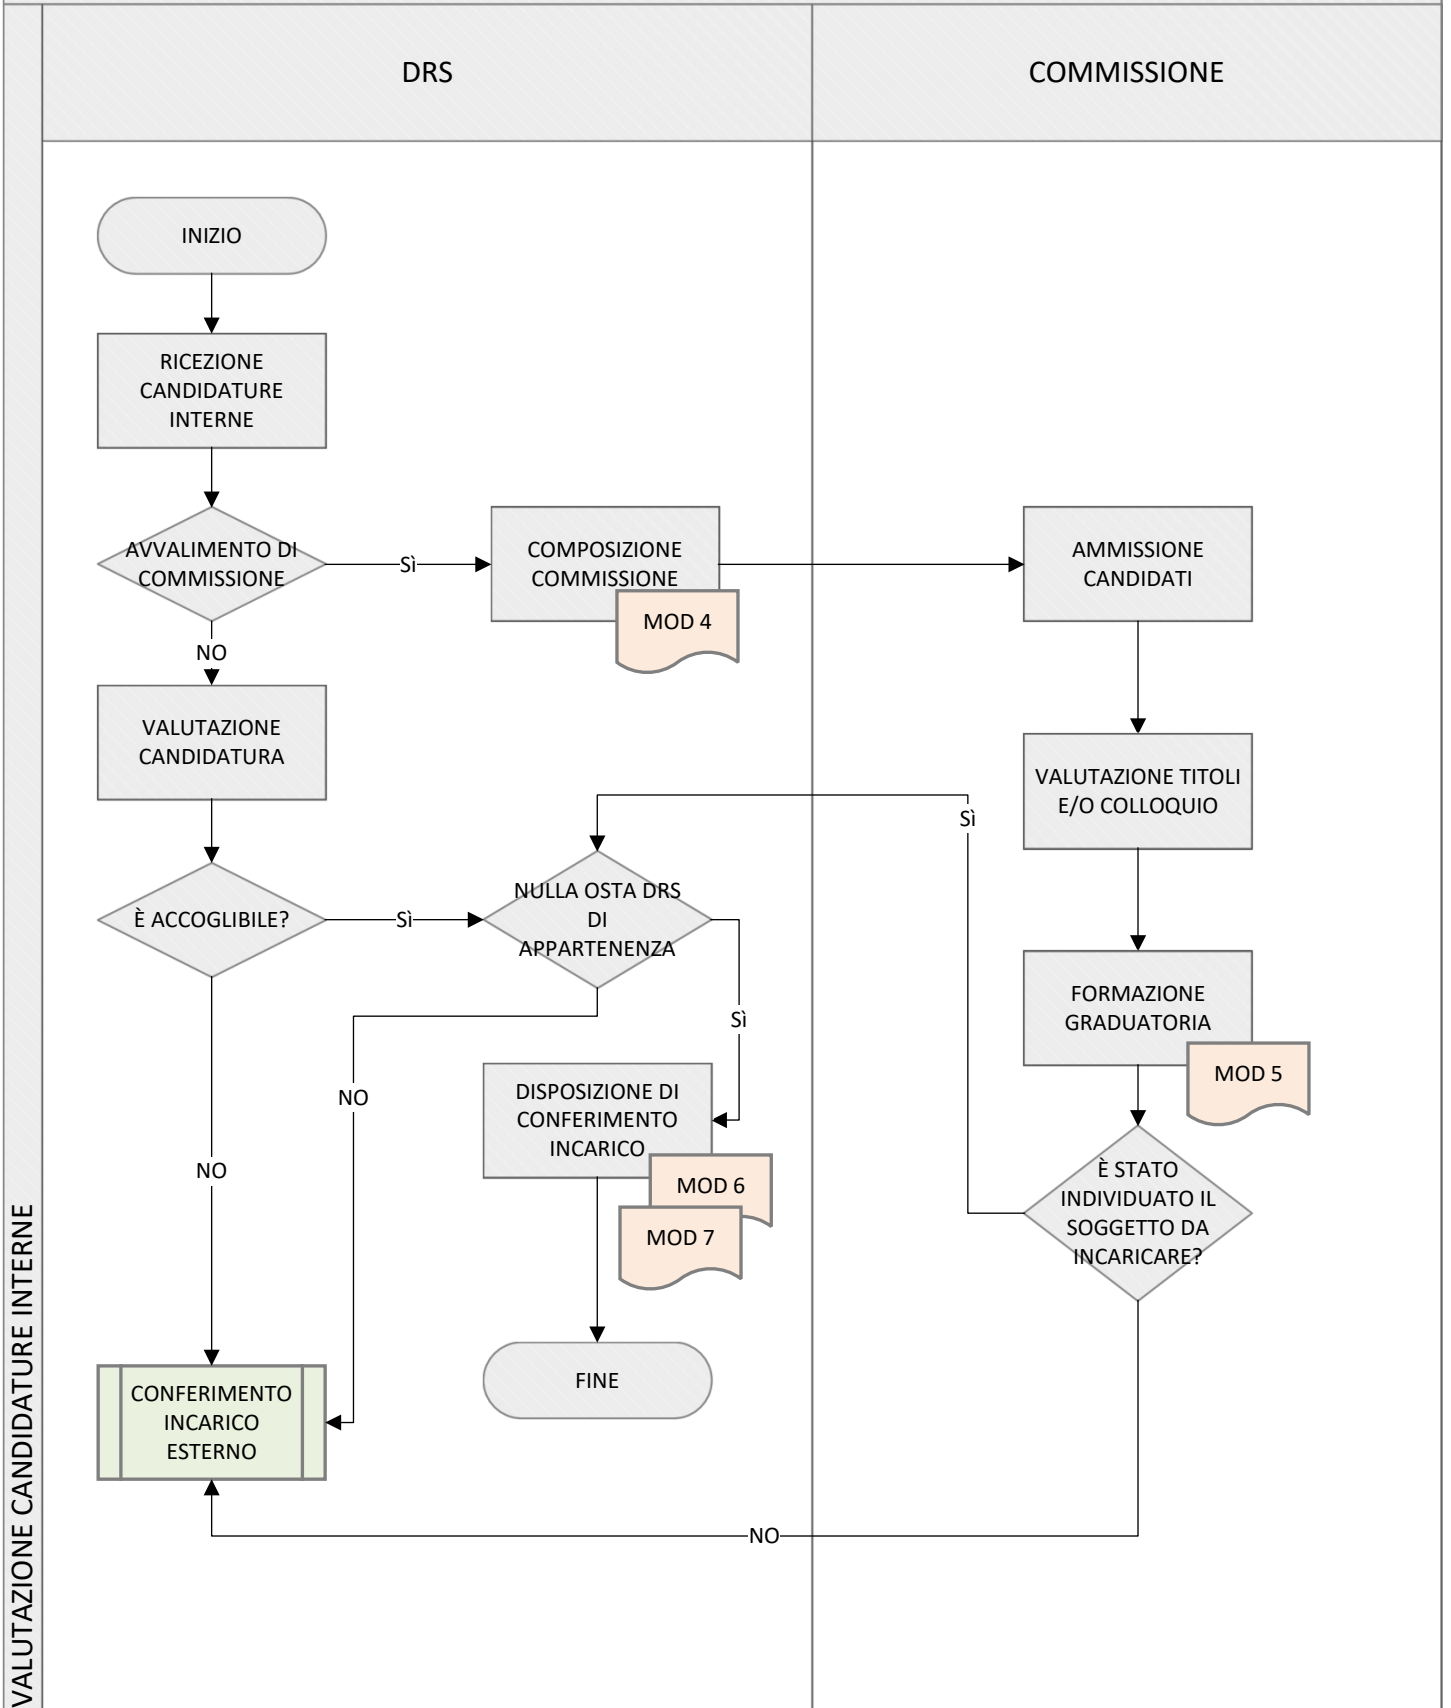 DRS
COMMISSIONE
VALUTAZIONE CANDIDATURE INTERNE
INIZIO
RICEZIONE
CANDIDATURE
INTERNE
AVVALIMENTO DI
COMMISSIONE
Sì
COMPOSIZIONE
COMMISSIONE
MOD 4
AMMISSIONE
CANDIDATI
NO
VALUTAZIONE
CANDIDATURA
VALUTAZIONE TITOLI
E/O COLLOQUIO
Sì
È ACCOGLIBILE?
Sì
NULLA OSTA DRS
DI
APPARTENENZA
Sì
FORMAZIONE
GRADUATORIA
MOD 5
NO
DISPOSIZIONE DI
CONFERIMENTO
INCARICO
MOD 6
MOD 7
NO
È STATO
INDIVIDUATO IL
SOGGETTO DA
INCARICARE?
CONFERIMENTO
INCARICO
ESTERNO
FINE
NO